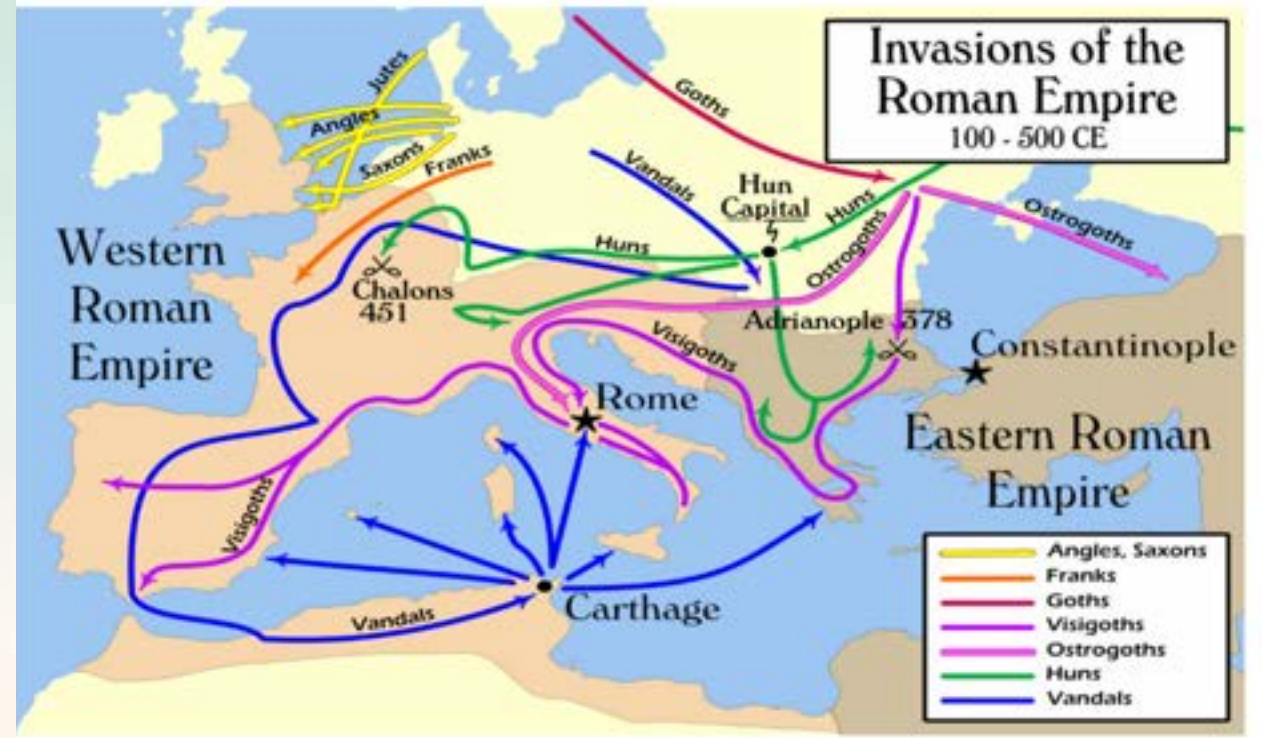 Invasions of the
Roman Empire
100 - 500 CE
Jutes
Angles
Saxons
Franks
Goths
Vandals
Hun
Capital
Huns
Ostrogoths
Ostrogoths
Huns
Western
Roman
Empire
Chalons
451
Adrianople 378
Visigoths
Constantinople
Rome
Eastern Roman
Empire
Visigoths
Vandals
Carthage
Angles, Saxons
Franks
Goths
Visigoths
Ostrogoths
Huns
Vandals